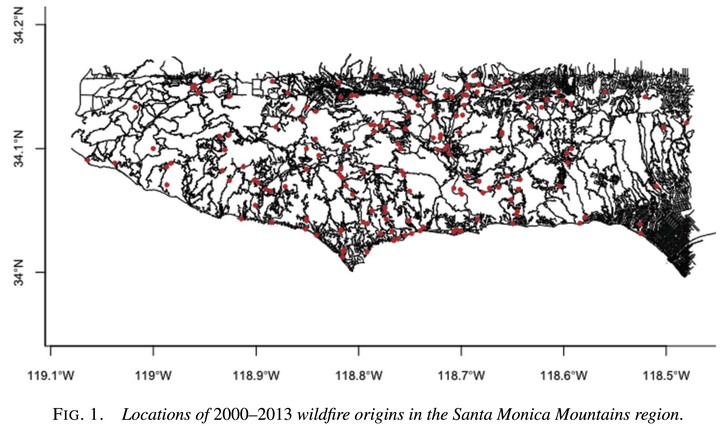 34.2°N
34.1°N
34°N
119.1°W 119°W 118.9°W 118.8°W 118.7°W 118.6°W 118.5°W
FIG. 1. Locations of 2000–2013 wildfire origins in the Santa Monica Mountains region.